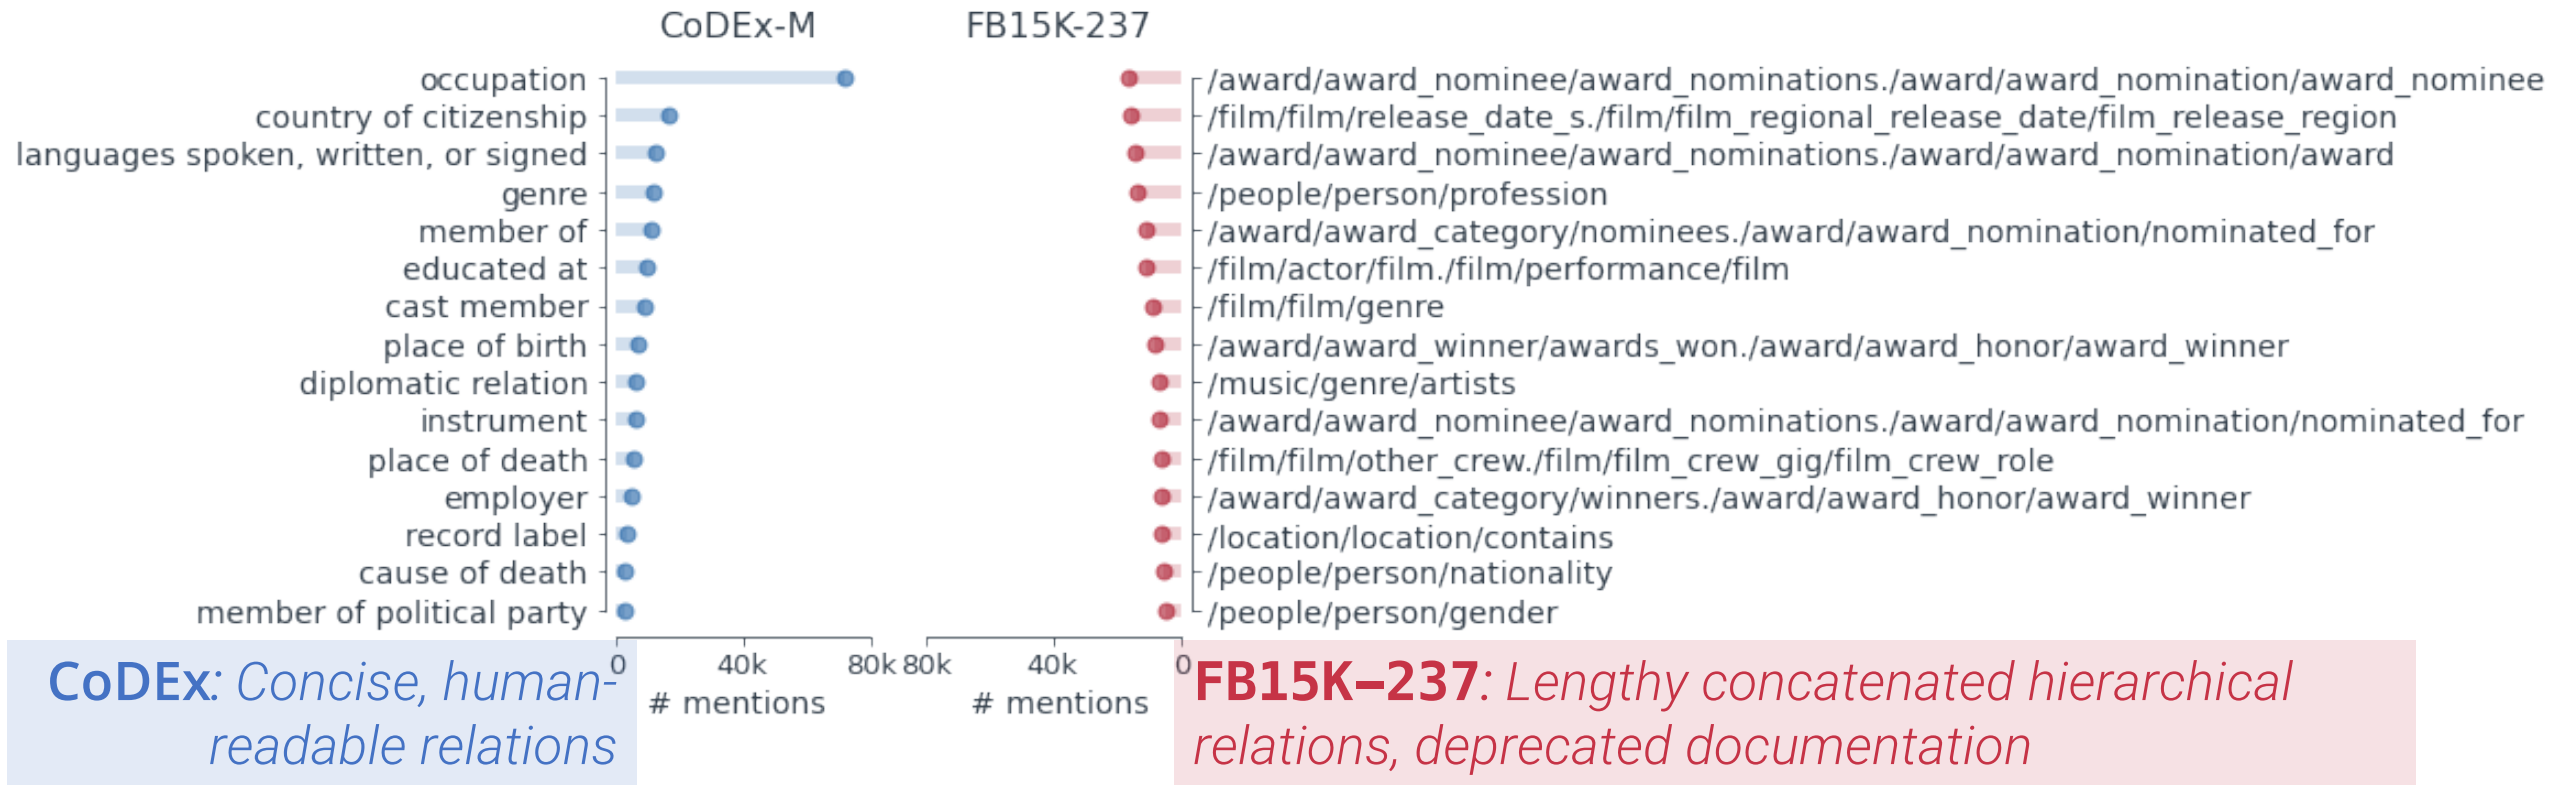 CoDEx-M
FB15K-237
occupation
country of citizenship
languages spoken, written, or signed
genre
member of
educated at
cast member
place of birth
diplomatic relation
instrument
place of death
employer
record label
cause of death
member of political party
/award/award_nominee/award_nominations./award/award_nomination/award_nominee
/film/film/release_date_s./film/film_regional_release_date/film_release_region
/award/award_nominee/award_nominations./award/award_nomination/award
/people/person/profession
/award/award_category/nominees./award/award_nomination/nominated_for
/film/actor/film./film/performance/film
/film/film/genre
/award/award_winner/awards_won./award/award_honor/award_winner
/music/genre/artists
/award/award_nominee/award_nominations./award/award_nomination/nominated_for
/film/film/other_crew./film/film_crew_gig/film_crew_role
/award/award_category/winners./award/award_honor/award_winner
/location/location/contains
/people/person/nationality
/people/person/gender
0 40k 80k
# mentions
80k 40k 0
# mentions
CoDEx: Concise, human-
readable relations
FB15K–237: Lengthy concatenated hierarchical
relations, deprecated documentation